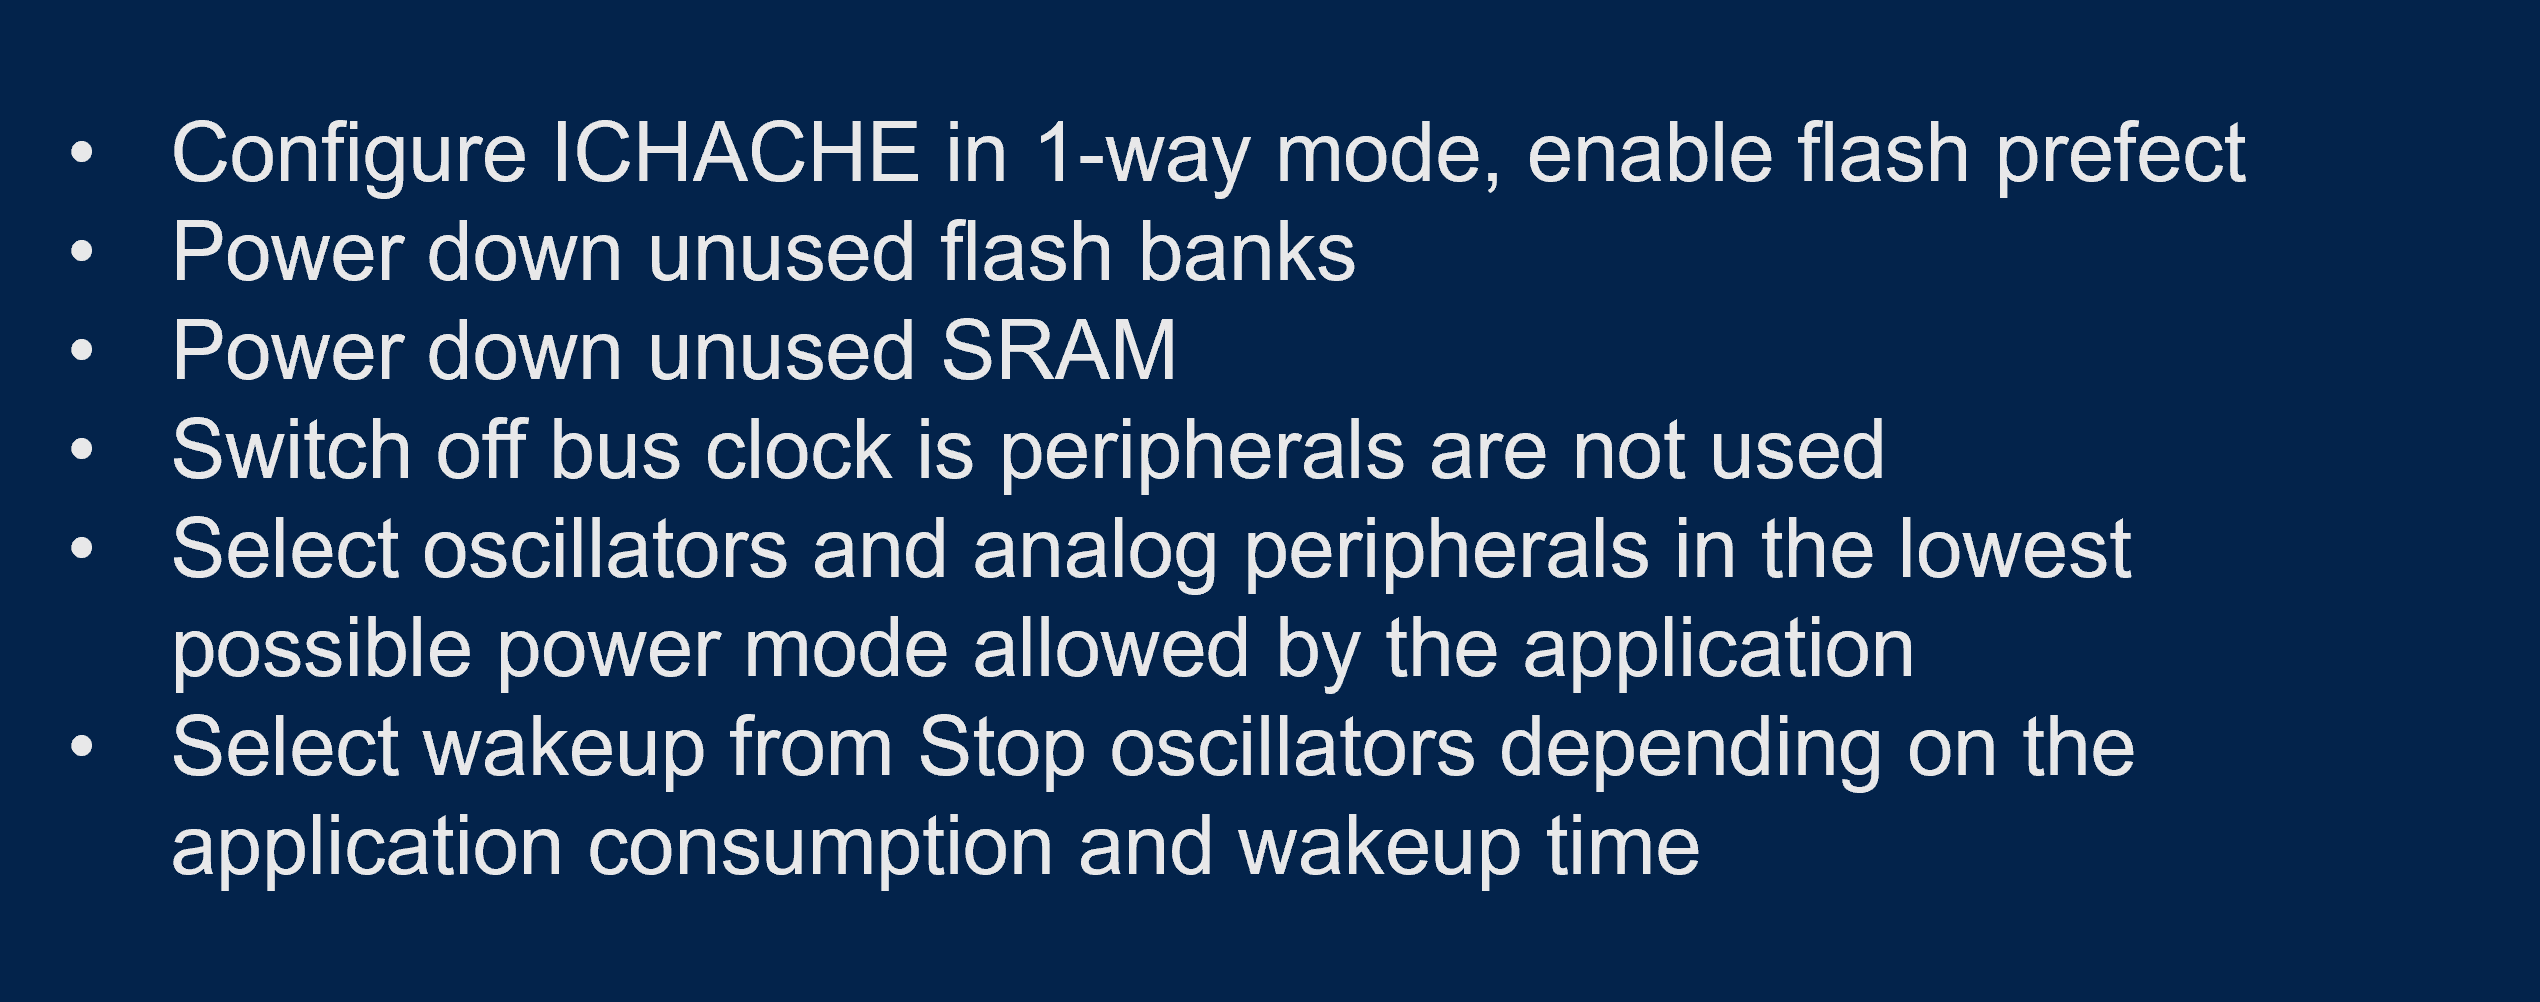 • Configure ICHACHE in 1-way mode, enable flash prefect
• Power down unused flash banks
• Power down unused SRAM
• Switch off bus clock is peripherals are not used
• Select oscillators and analog peripherals in the lowest
possible power mode allowed by the application
• Select wakeup from Stop oscillators depending on the
application consumption and wakeup time